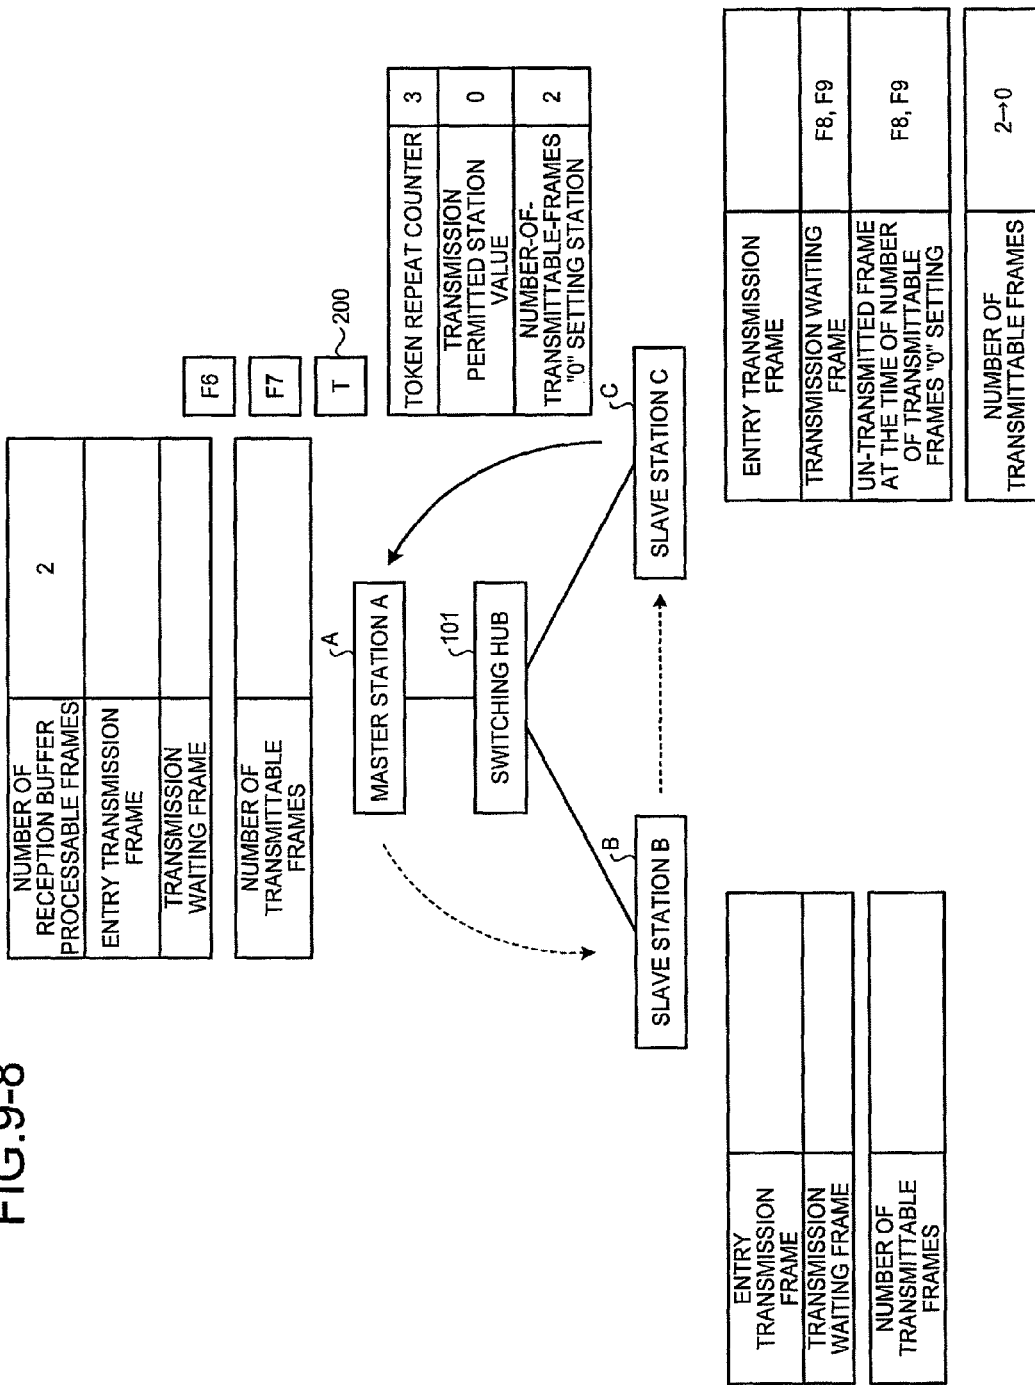 FIG.9-8
NUMBER OF
RECEPTION BUFFER
PROCESSABLE FRAMES
2
ENTRY TRANSMISSION
FRAME
TRANSMISSION
WAITING FRAME
NUMBER OF
TRANSMITTABLE
FRAMES
F6
F7
T
200
TOKEN REPEAT COUNTER
3
TRANSMISSION
PERMITTED STATION
VALUE
0
NUMBER-OF-
TRANSMITTABLE-FRAMES
"0" SETTING STATION
2
A
MASTER STATION A
101
SWITCHING HUB
B
SLAVE STATION B
C
SLAVE STATION C
ENTRY
TRANSMISSION
FRAME
TRANSMISSION
WAITING FRAME
NUMBER OF
TRANSMITTABLE
FRAMES
ENTRY TRANSMISSION
FRAME
TRANSMISSION WAITING
FRAME
F8, F9
UN-TRANSMITTED FRAME
AT THE TIME OF NUMBER
OF TRANSMITTABLE
FRAMES "0" SETTING
F8, F9
NUMBER OF
TRANSMITTABLE FRAMES
2→0